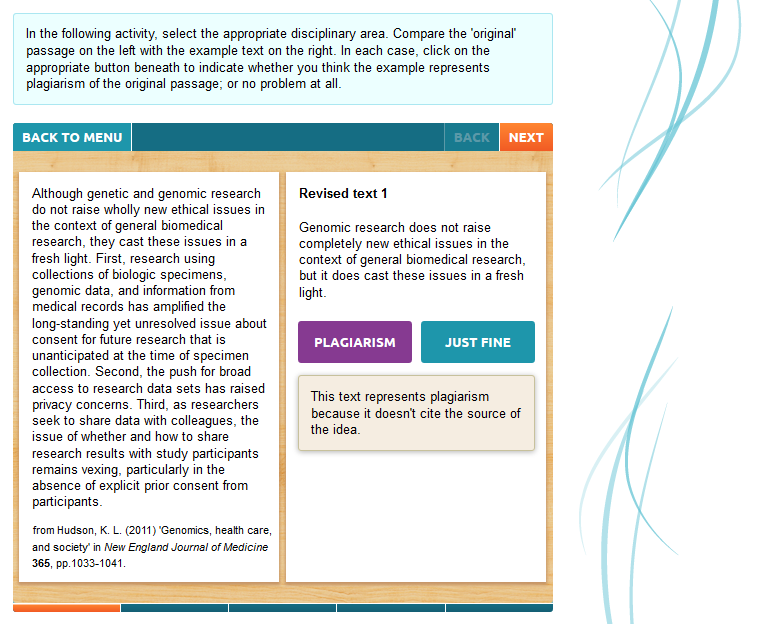 In the following activity, select the appropriate disciplinary area. Compare the 'original'
passage on the left with the example text on the right. In each case, click on the
appropriate button beneath to indicate whether you think the example represents
plagiarism of the original passage; or no problem at all.
BACK TO MENU
BACK
NEXT
Although genetic and genomic research
do not raise wholly new ethical issues in
the context of general biomedical
research, they cast these issues in a
fresh light. First, research using
collections of biologic specimens,
genomic data, and information from
medical records has amplified the
long-standing yet unresolved issue about
consent for future research that is
unanticipated at the time of specimen
collection. Second, the push for broad
access to research data sets has raised
privacy concerns. Third, as researchers
seek to share data with colleagues, the
issue of whether and how to share
research results with study participants
remains vexing, particularly in the
absence of explicit prior consent from
participants.
from Hudson, K. L. (2011) 'Genomics, health care,
and society' in New England Journal of Medicine
365, pp.1033-1041.
Revised text 1
Genomic research does not raise
completely new ethical issues in the
context of general biomedical research,
but it does cast these issues in a fresh
light.
PLAGIARISM
JUST FINE
This text represents plagiarism
because it doesn't cite the source of
the idea.